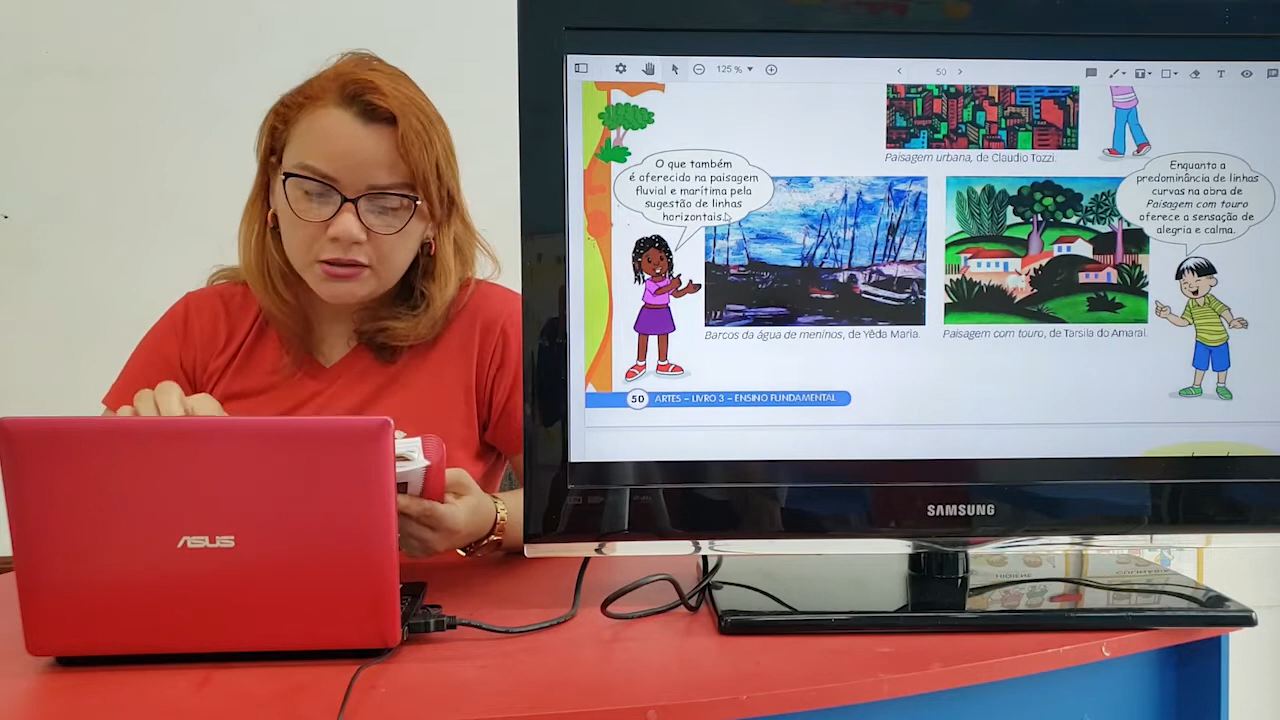 125 %
50
Paisagem urbana, de Claudio Tozzi.
O que também
é oferecido na paisagem
fluvial e marítima pela
sugestão de linhas
horizontais.
Enquanto a
predominância de linhas
curvas na obra de
Paisagem com touro
oferece a sensação de
alegria e calma.
Barcos da água de meninos, de Yêda Maria.
Paisagem com touro, de Tarsila do Amaral.
50 ARTES – LIVRO 3 – ENSINO FUNDAMENTAL
SAMSUNG
ASUS
HIGIENE
CULINÁRIA